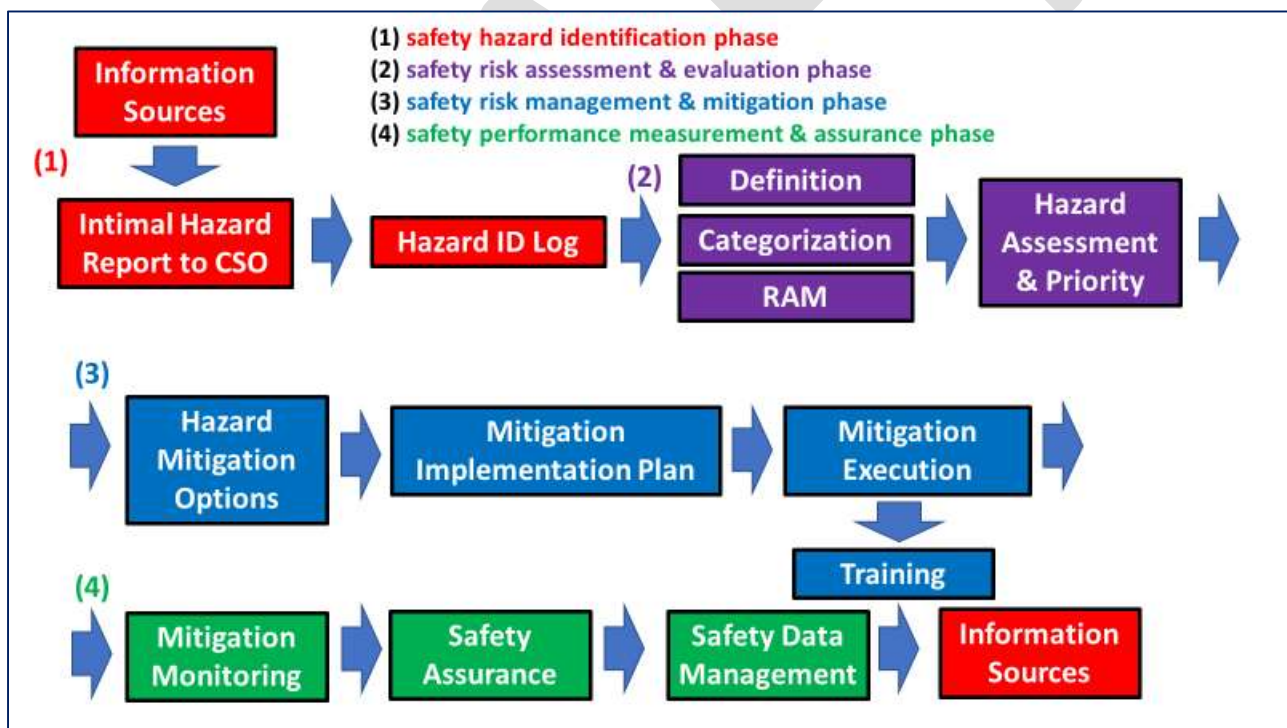 (1) safety hazard identification phase
(2) safety risk assessment & evaluation phase
(3) safety risk management & mitigation phase
(4) safety performance measurement & assurance phase
Information
Sources
(1)
Intimal Hazard
Report to CSO
Hazard ID Log
(2)
Definition
Categorization
RAM
Hazard
Assessment
& Priority
(3)
Hazard
Mitigation
Options
Mitigation
Implementation Plan
Mitigation
Execution
Training
(4)
Mitigation
Monitoring
Safety
Assurance
Safety Data
Management
Information
Sources